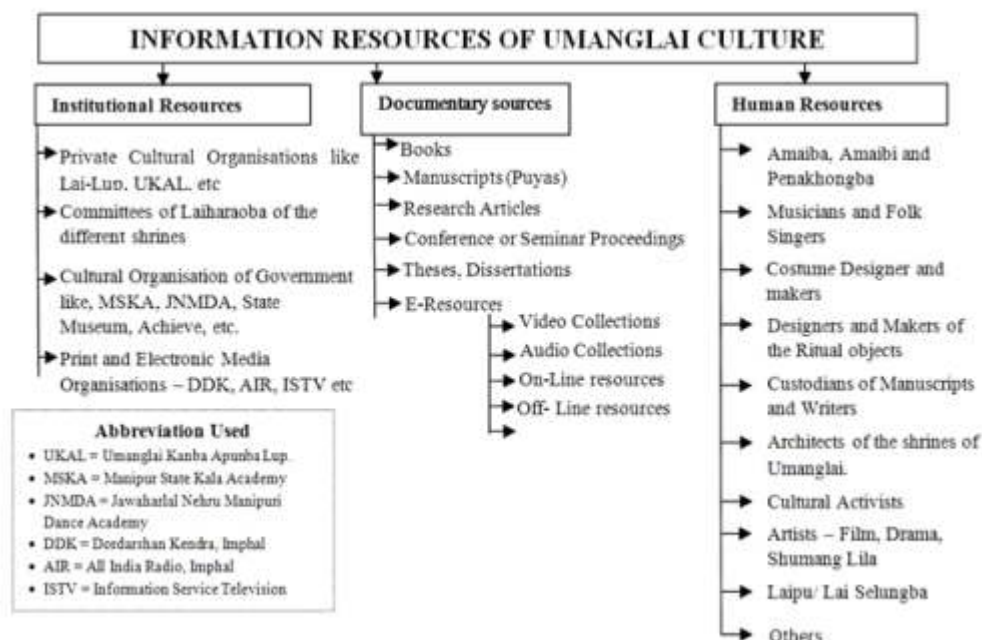 INFORMATION RESOURCES OF UMANGLAI CULTURE
Institutional Resources
Private Cultural Organisations like
Lai-Lup, UKAL, etc
Committees of Laiharaoba of the
different shrines
Cultural Organisation of Government
like, MSKA, JNMDA, State
Museum, Achieve, etc.
Print and Electronic Media
Organisations – DDK, AIR, ISTV etc
Documentary sources
Books
Manuscripts (Puyas)
Research Articles
Conference or Seminar Proceedings
Theses, Dissertations
E-Resources
Video Collections
Audio Collections
On-Line resources
Off- Line resources
Human Resources
Amaiba, Amaibi and
Penakhongba
Musicians and Folk
Singers
Costume Designer and
makers
Designers and Makers of
the Ritual objects
Custodians of Manuscripts
and Writers
Architects of the shrines of
Umanglai.
Cultural Activists
Artists – Film, Drama,
Shumang Lila
Laipu/ Lai Selungba
Others
Abbreviation Used
• UKAL = Umanglai Kanba Apunba Lup.
• MSKA = Manipur State Kala Academy
• JNMDA = Jawaharlal Nehru Manipuri
Dance Academy
• DDK = Dordarshan Kendra, Imphal
• AIR = All India Radio, Imphal
• ISTV = Information Service Television